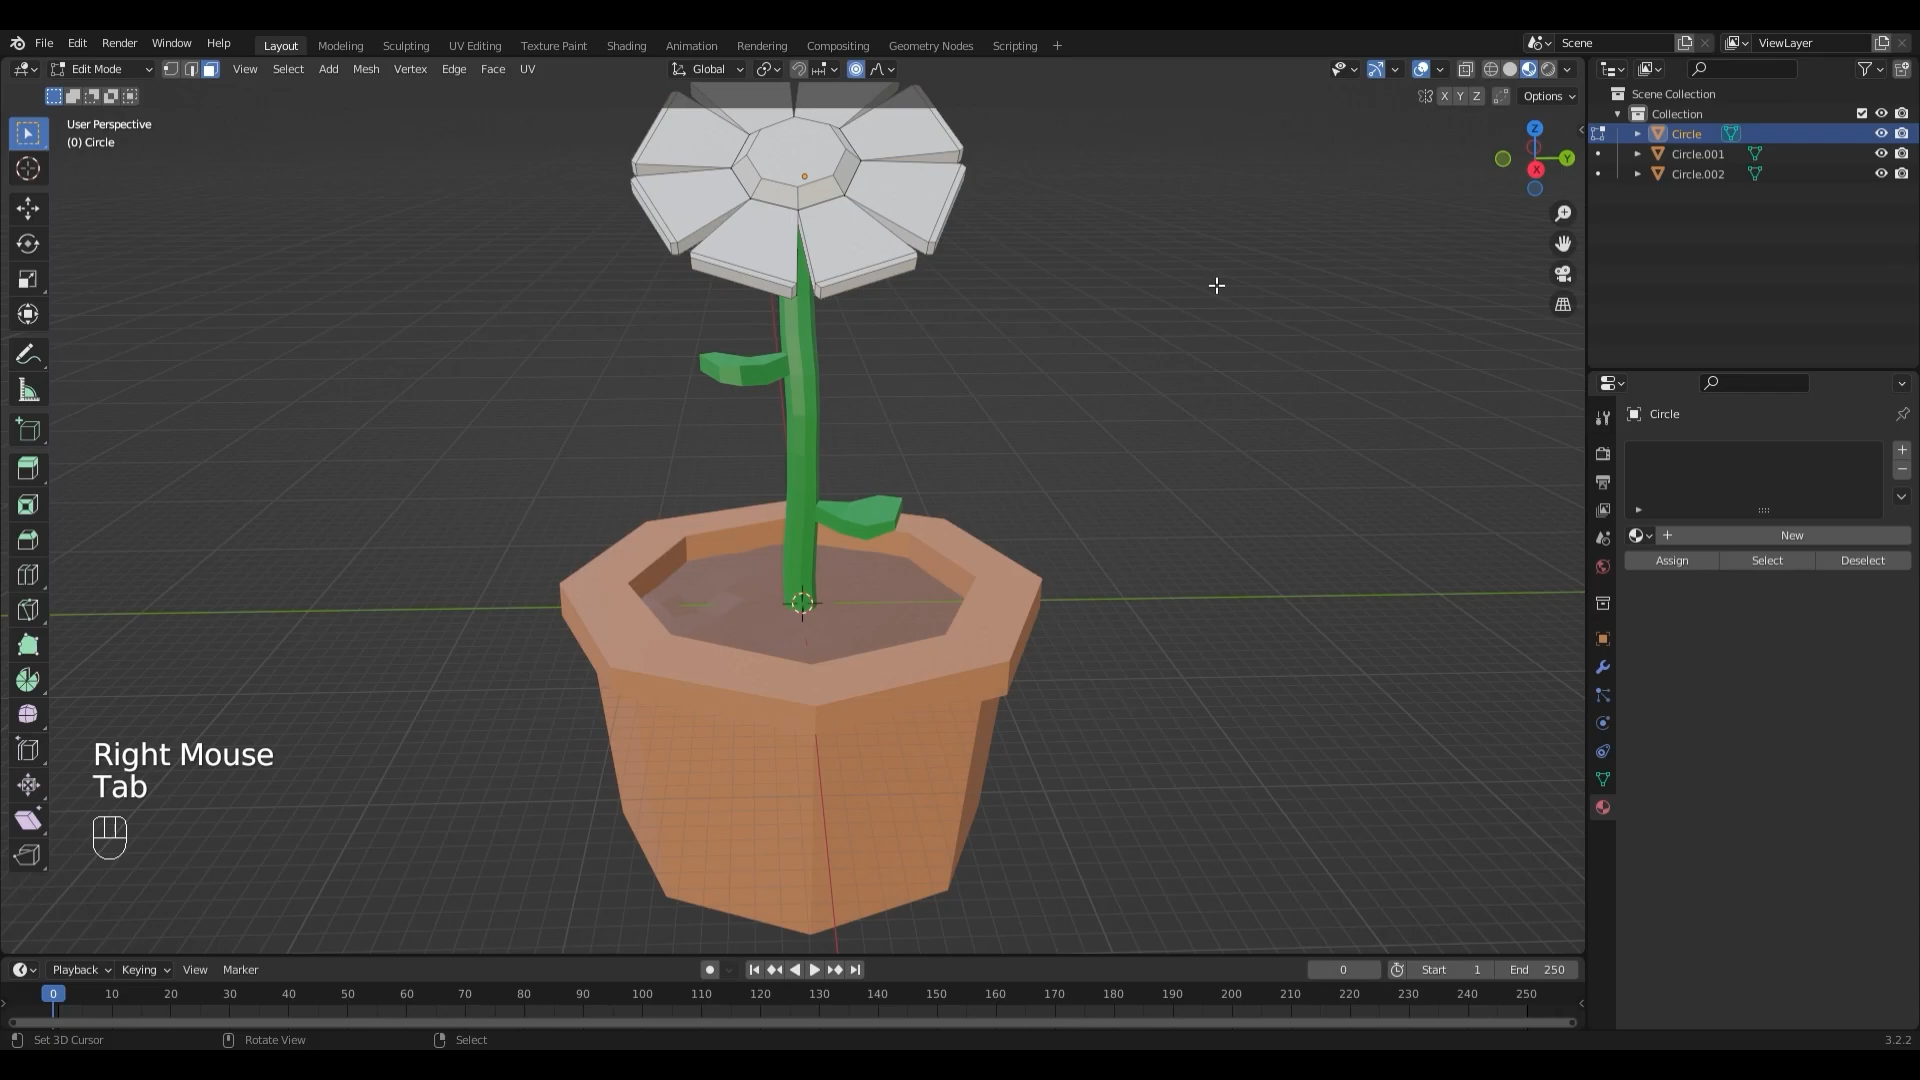 File Edit Render Window Help Layout Modeling Sculpting UV Editing Texture Paint Shading Animation Rendering Compositing Geometry Nodes Scripting + Scene ViewLayer
Edit Mode View Select Add Mesh Vertex Edge Face UV Global
X Y Z Options
User Perspective
(0) Circle
Z
Y
X
Scene Collection
Collection
Circle
Circle.001
Circle.002
Circle
New
Assign Select Deselect
Right Mouse
Tab
Playback Keying View Marker 0 Start 1 End 250
0 10 20 30 40 50 60 70 80 90 100 110 120 130 140 150 160 170 180 190 200 210 220 230 240 250
Set 3D Cursor Rotate View Select 3.2.2